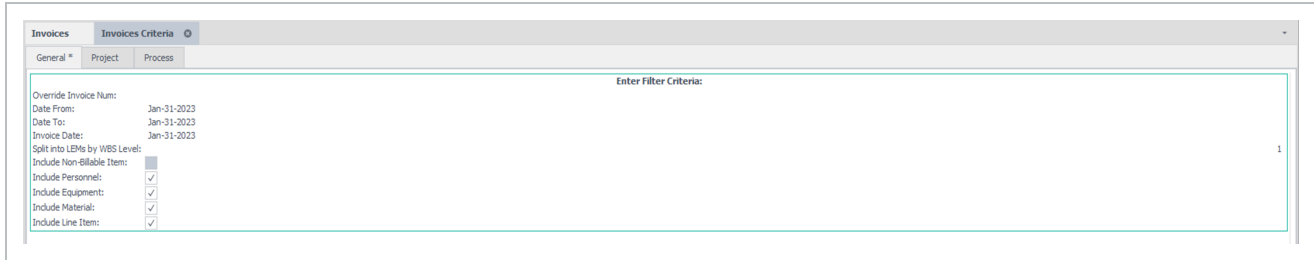 Invoices Invoices Criteria
General * Project Process
Enter Filter Criteria:
Override Invoice Num:
Date From: Jan-31-2023
Date To: Jan-31-2023
Invoice Date: Jan-31-2023
Split into LEMs by WBS Level: 1
Include Non-Billable Item:
Include Personnel:
Include Equipment:
Include Material:
Include Line Item: